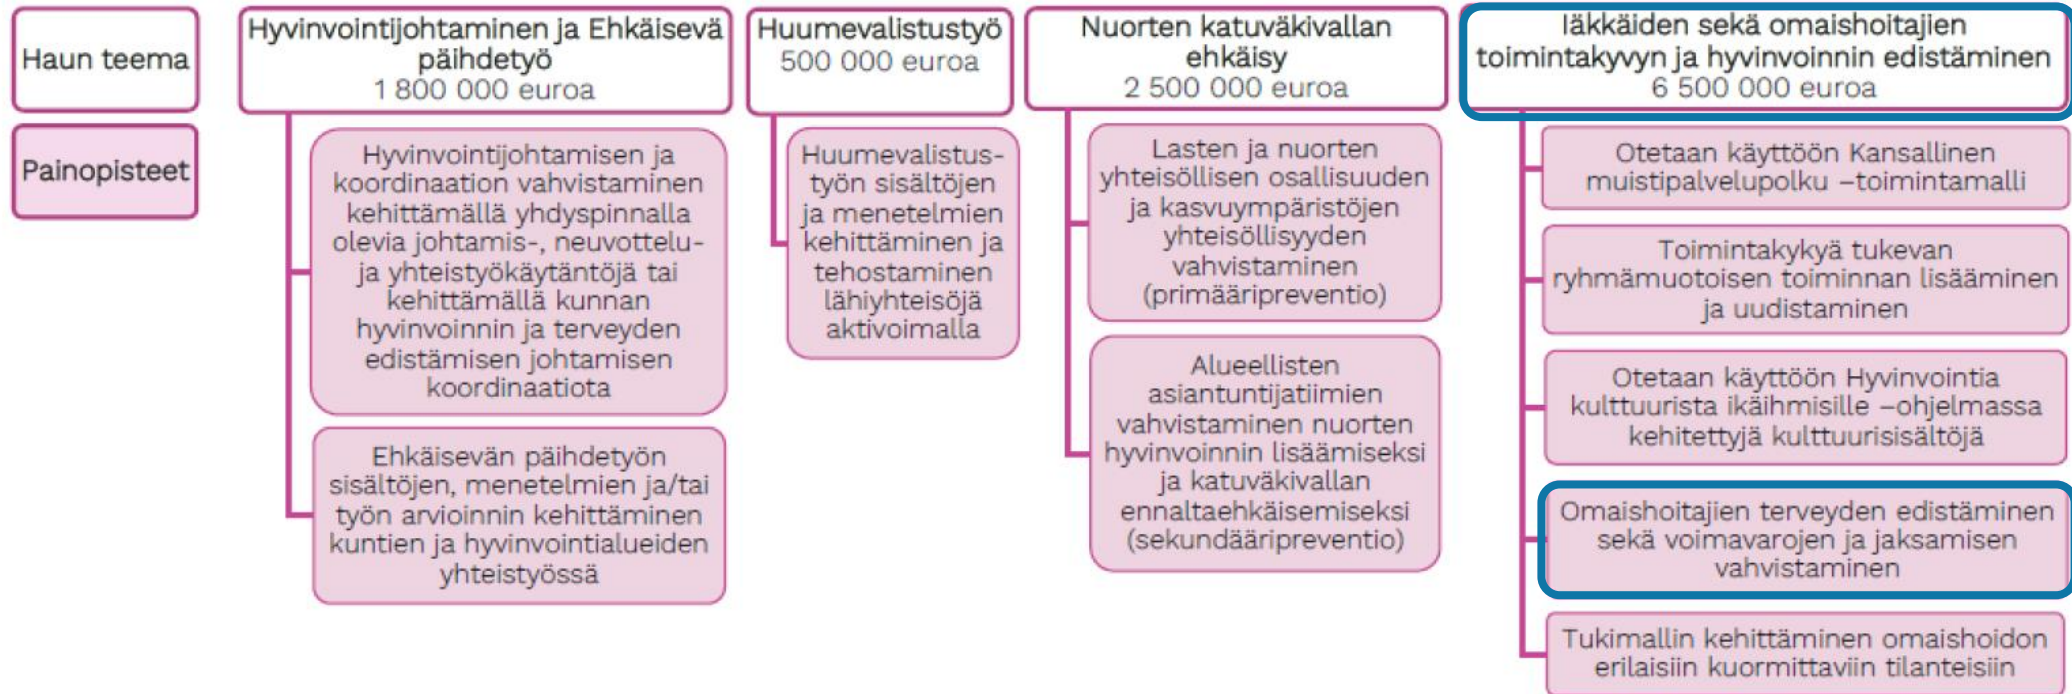 Haun teema
Painopisteet
Hyvinvointijohtaminen ja Ehkäisevä
päihdetyö
1 800 000 euroa
Hyvinvointijohtamisen ja
koordinaation vahvistaminen
kehittämällä yhdyspinnalla
olevia johtamis-, neuvottelu-
ja yhteistyökäytäntöjä tai
kehittämällä kunnan
hyvinvoinnin ja terveyden
edistämisen johtamisen
koordinaatiota
Ehkäisevän päihdetyön
sisältöjen, menetelmien ja/tai
työn arvioinnin kehittäminen
kuntien ja hyvinvointialueiden
yhteistyössä
Huumevalistustyö
500 000 euroa
Huumevalistus-
työn sisältöjen
ja menetelmien
kehittäminen ja
tehostaminen
lähiyhteisöjä
aktivoimalla
Nuorten katuväkivallan
ehkäisy
2 500 000 euroa
Lasten ja nuorten
yhteisöllisen osallisuuden
ja kasvuympäristöjen
yhteisöllisyyden
vahvistaminen
(primääripreventio)
Alueellisten
asiantuntijatiimien
vahvistaminen nuorten
hyvinvoinnin lisäämiseksi
ja katuväkivallan
ennaltaehkäisemiseksi
(sekundääripreventio)
Iäkkäiden sekä omaishoitajien
toimintakyvyn ja hyvinvoinnin edistäminen
6 500 000 euroa
Otetaan käyttöön Kansallinen
muistipalvelupolku –toimintamalli
Toimintakykyä tukevan
ryhmämuotoisen toiminnan lisääminen
ja uudistaminen
Otetaan käyttöön Hyvinvointia
kulttuurista ikäihmisille –ohjelmassa
kehitettyjä kulttuurisisältöjä
Omaishoitajien terveyden edistäminen
sekä voimavarojen ja jaksamisen
vahvistaminen
Tukimallin kehittäminen omaishoidon
erilaisiin kuormittaviin tilanteisiin